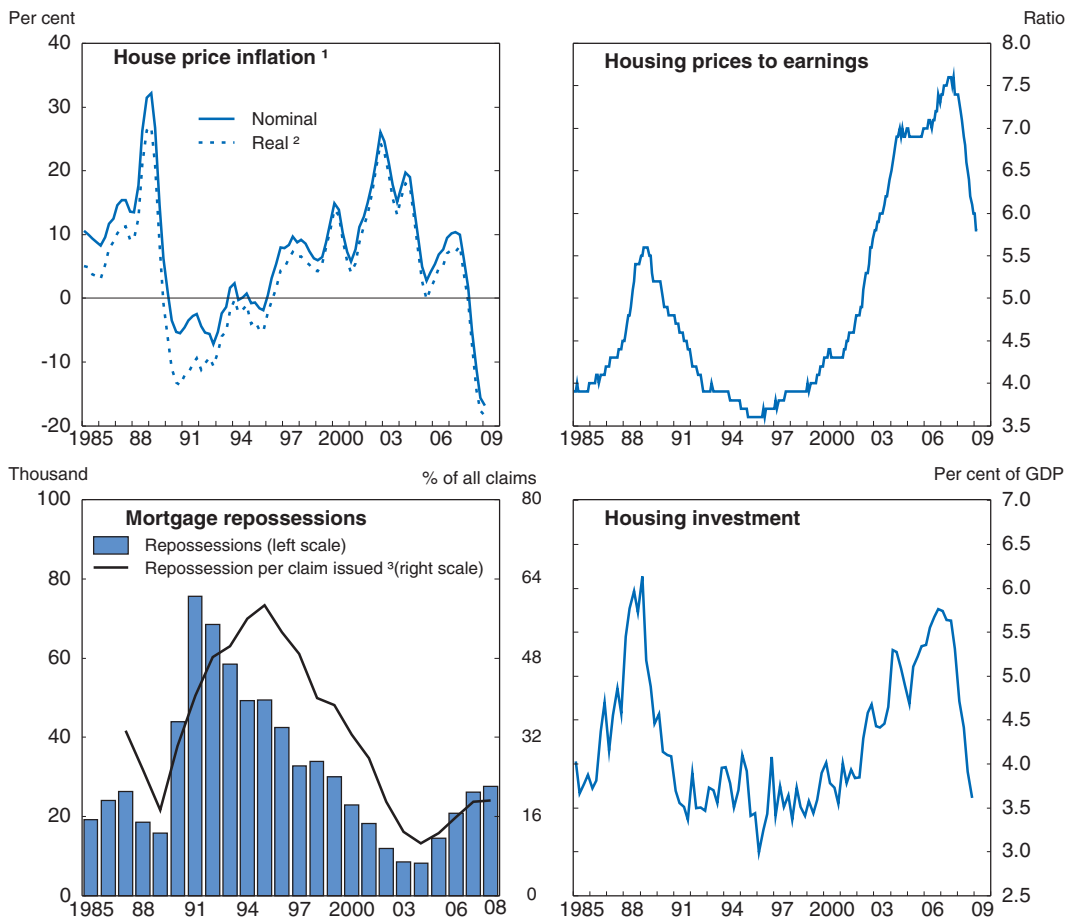 Per cent
House price inflation ¹
Nominal
Real ²
40
30
20
10
0
-10
-20
1985 88 91 94 97 2000 03 06 09
Ratio
Housing prices to earnings
8.0
7.5
7.0
6.5
6.0
5.5
5.0
4.5
4.0
3.5
1985 88 91 94 97 2000 03 06 09
Thousand
% of all claims
Mortgage repossessions
Repossessions (left scale)
Repossession per claim issued ³(right scale)
100
80
60
40
20
0
80
64
48
32
16
0
1985 88 91 94 97 2000 03 06 08
Per cent of GDP
Housing investment
7.0
6.5
6.0
5.5
5.0
4.5
4.0
3.5
3.0
2.5
1985 88 91 94 97 2000 03 06 09